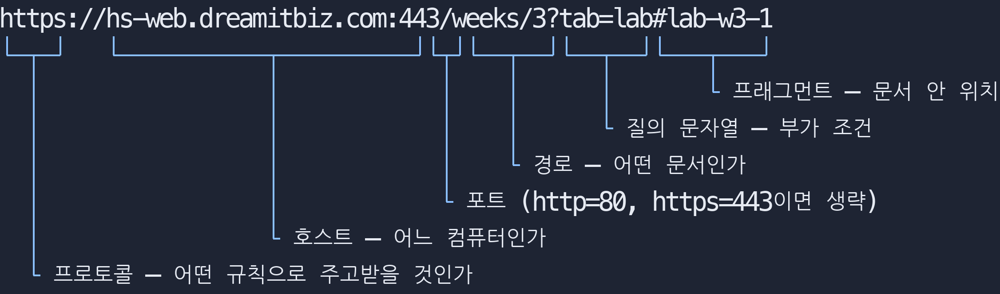 https://hs-web.dreamitbiz.com:443/weeks/3?tab=lab#lab-w3-1
프래그먼트 — 문서 안 위치
질의 문자열 — 부가 조건
경로 — 어떤 문서인가
포트 (http=80, https=443이면 생략)
호스트 — 어느 컴퓨터인가
프로토콜 — 어떤 규칙으로 주고받을 것인가